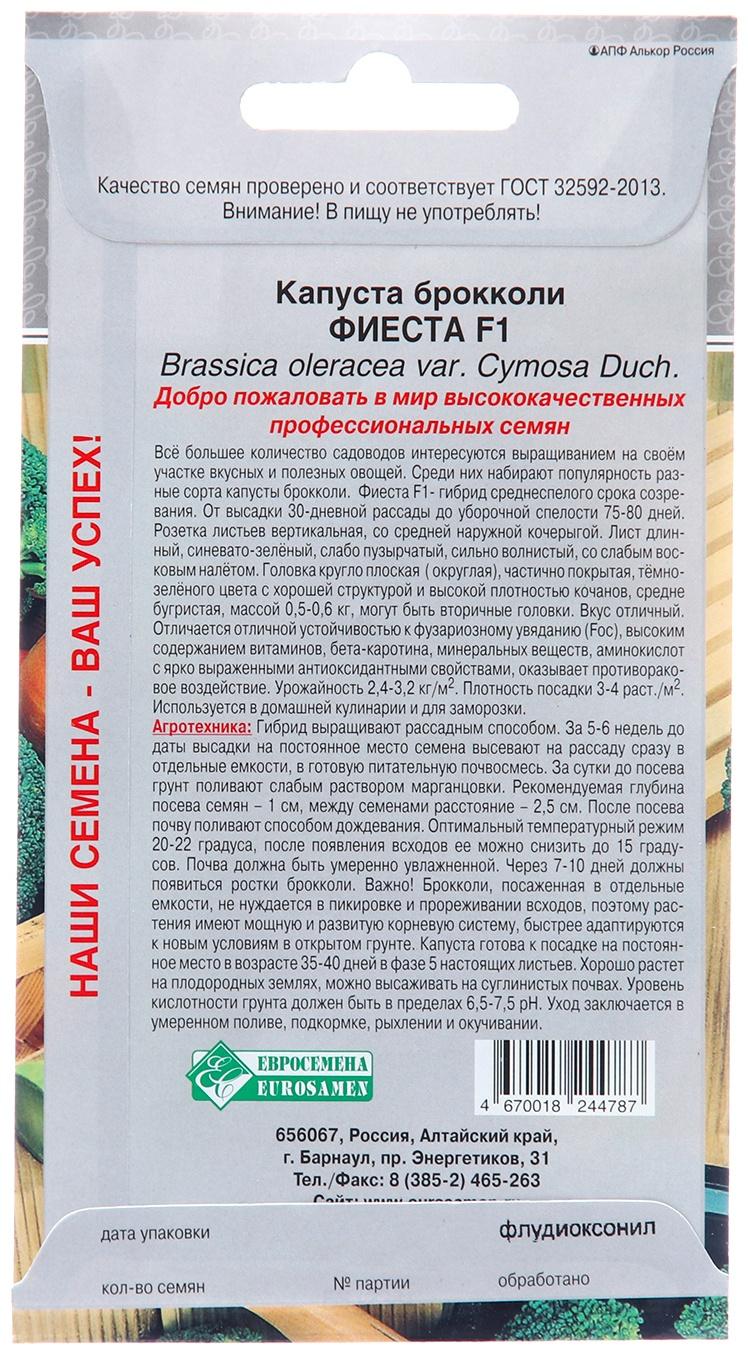 АПФ Алькор Россия
Качество семян проверено и соответствует ГОСТ 32592-2013.
Внимание! В пищу не употреблять!
Капуста брокколи
ФИЕСТА F1
Brassica oleracea var. Cymosa Duch.
Добро пожаловать в мир высококачественных
профессиональных семян
Всё большее количество садоводов интересуются выращиванием на своём
участке вкусных и полезных овощей. Среди них набирают популярность раз-
ные сорта капусты брокколи. Фиеста F1- гибрид среднеспелого срока созре-
вания. От высадки 30-дневной рассады до уборочной спелости 75-80 дней.
Розетка листьев вертикальная, со средней наружной кочерыгой. Лист длин-
ный, синевато-зелёный, слабо пузырчатый, сильно волнистый, со слабым вос-
ковым налётом. Головка кругло плоская ( округлая), частично покрытая, тёмно-
зелёного цвета с хорошей структурой и высокой плотностью кочанов, средне
бугристая, массой 0,5-0,6 кг, могут быть вторичные головки. Вкус отличный.
Отличается отличной устойчивостью к фузариозному увяданию (Foc), высоким
содержанием витаминов, бета-каротина, минеральных веществ, аминокислот
с ярко выраженными антиоксидантными свойствами, оказывает противорако-
вое воздействие. Урожайность 2,4-3,2 кг/м². Плотность посадки 3-4 раст./м².
Используется в домашней кулинарии и для заморозки.
Агротехника: Гибрид выращивают рассадным способом. За 5-6 недель до
даты высадки на постоянное место семена высевают на рассаду сразу в
отдельные емкости, в готовую питательную почвосмесь. За сутки до посева
грунт поливают слабым раствором марганцовки. Рекомендуемая глубина
посева семян – 1 см, между семенами расстояние – 2,5 см. После посева
почву поливают способом дождевания. Оптимальный температурный режим
20-22 градуса, после появления всходов ее можно снизить до 15 граду-
сов. Почва должна быть умеренно увлажненной. Через 7-10 дней должны
появиться ростки брокколи. Важно! Брокколи, посаженная в отдельные
емкости, не нуждается в пикировке и прореживании всходов, поэтому рас-
тения имеют мощную и развитую корневую систему, быстрее адаптируются
к новым условиям в открытом грунте. Капуста готова к посадке на постоян-
ное место в возрасте 35-40 дней в фазе 5 настоящих листьев. Хорошо растет
на плодородных землях, можно высаживать на суглинистых почвах. Уровень
кислотности грунта должен быть в пределах 6,5-7,5 pH. Уход заключается в
умеренном поливе, подкормке, рыхлении и окучивании.
НАШИ СЕМЕНА - ВАШ УСПЕХ!
ЕС
ЕВРОСЕМЕНА
EUROSAMEN
4 670018 244787
656067, Россия, Алтайский край,
г. Барнаул, пр. Энергетиков, 31
Тел./Факс: 8 (385-2) 465-263
Сайт: www.eurosamen.ru
дата упаковки
флудиоксонил
кол-во семян
№ партии
обработано